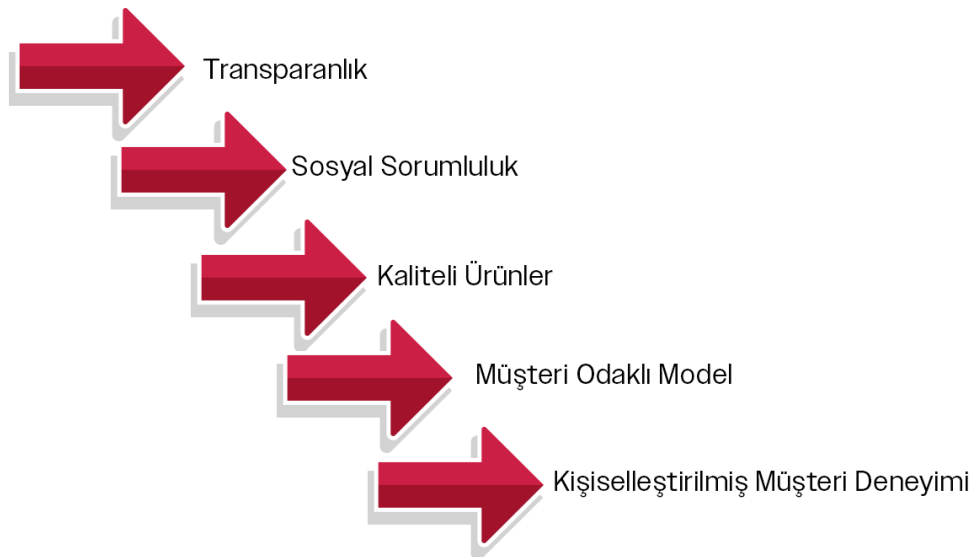 Transparanlık
Sosyal Sorumluluk
Kaliteli Ürünler
Müşteri Odaklı Model
Kişiselleştirilmiş Müşteri Deneyimi